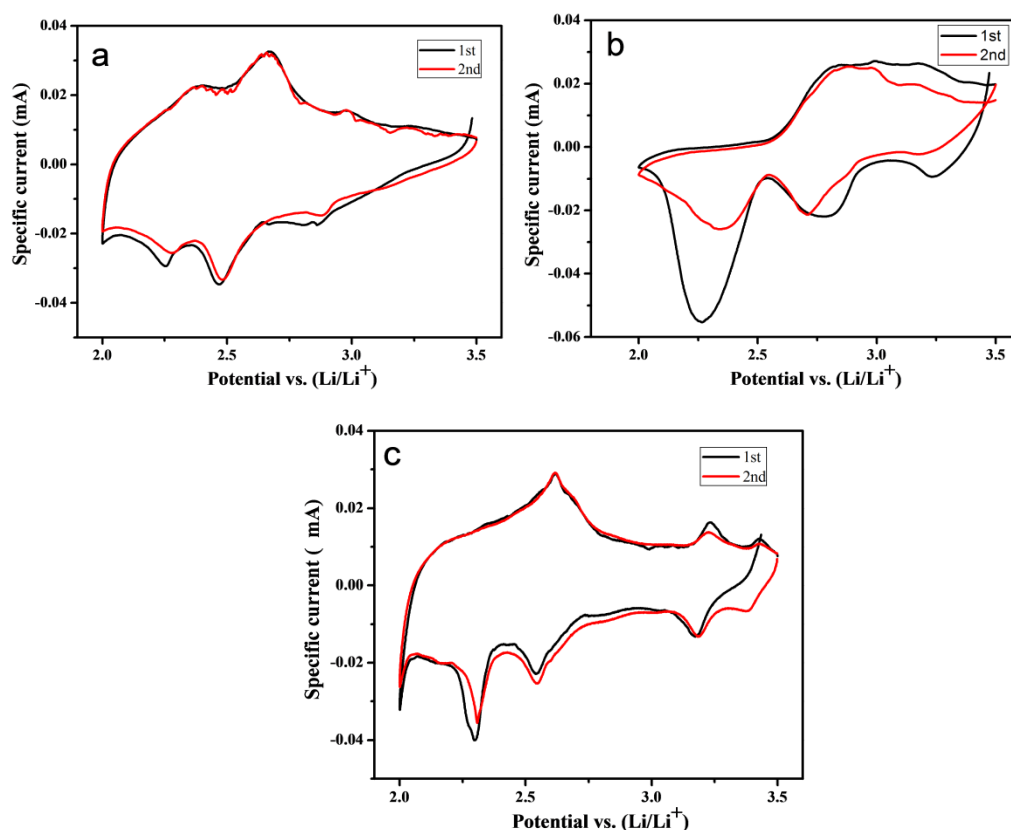 a
1st
2nd
0.04
0.02
0.00
-0.02
-0.04
Specific current (mA)
2.0 2.5 3.0 3.5
Potential vs. (Li/Li+)
b
1st
2nd
0.04
0.02
0.00
-0.02
-0.04
-0.06
Specific current (mA)
2.0 2.5 3.0 3.5
Potential vs. (Li/Li+)
c
1st
2nd
0.04
0.02
0.00
-0.02
-0.04
Specific current ( mA)
2.0 2.5 3.0 3.5
Potential vs. (Li/Li+)